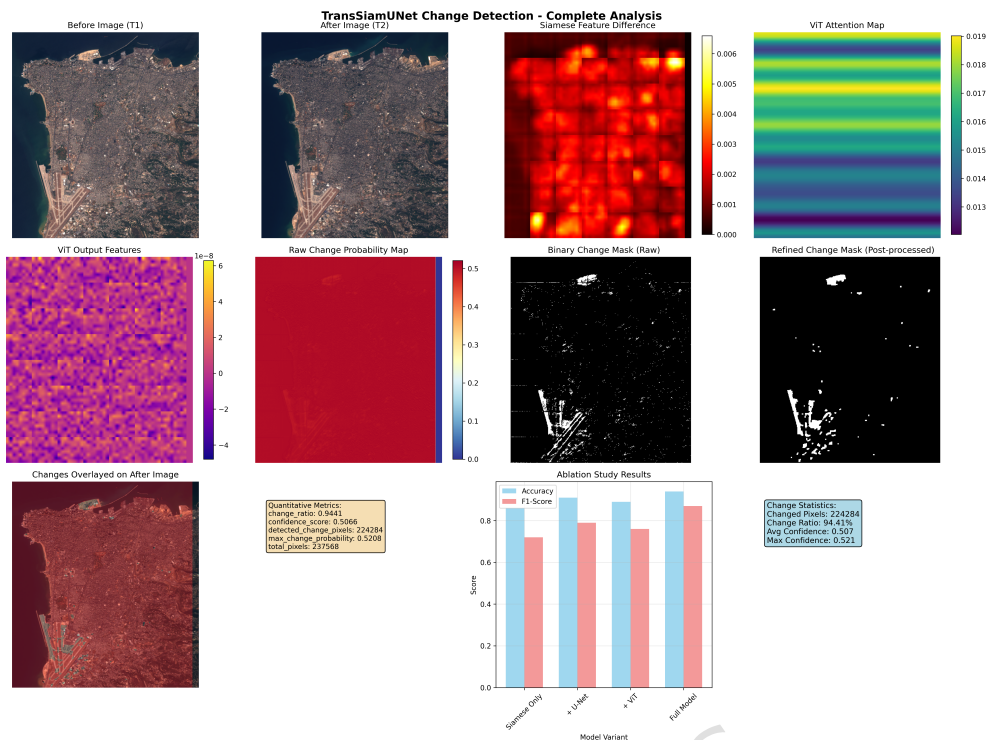 TransSiamUNet Change Detection - Complete Analysis
Before Image (T1)
After Image (T2)
Siamese Feature Difference
0.006
0.005
0.004
0.003
0.002
0.001
0.000
ViT Attention Map
0.019
0.018
0.017
0.016
0.015
0.014
0.013
ViT Output Features
1e−8
6
4
2
0
−2
−4
Raw Change Probability Map
0.5
0.4
0.3
0.2
0.1
0.0
Binary Change Mask (Raw)
Refined Change Mask (Post-processed)
Changes Overlayed on After Image
Quantitative Metrics:
change_ratio: 0.9441
confidence_score: 0.5066
detected_change_pixels: 224284
max_change_probability: 0.5208
total_pixels: 237568
Ablation Study Results
Accuracy
F1-Score
Score
0.8
0.6
0.4
0.2
0.0
Siamese Only
+ U-Net
+ ViT
Full Model
Model Variant
Change Statistics:
Changed Pixels: 224284
Change Ratio: 94.41%
Avg Confidence: 0.507
Max Confidence: 0.521